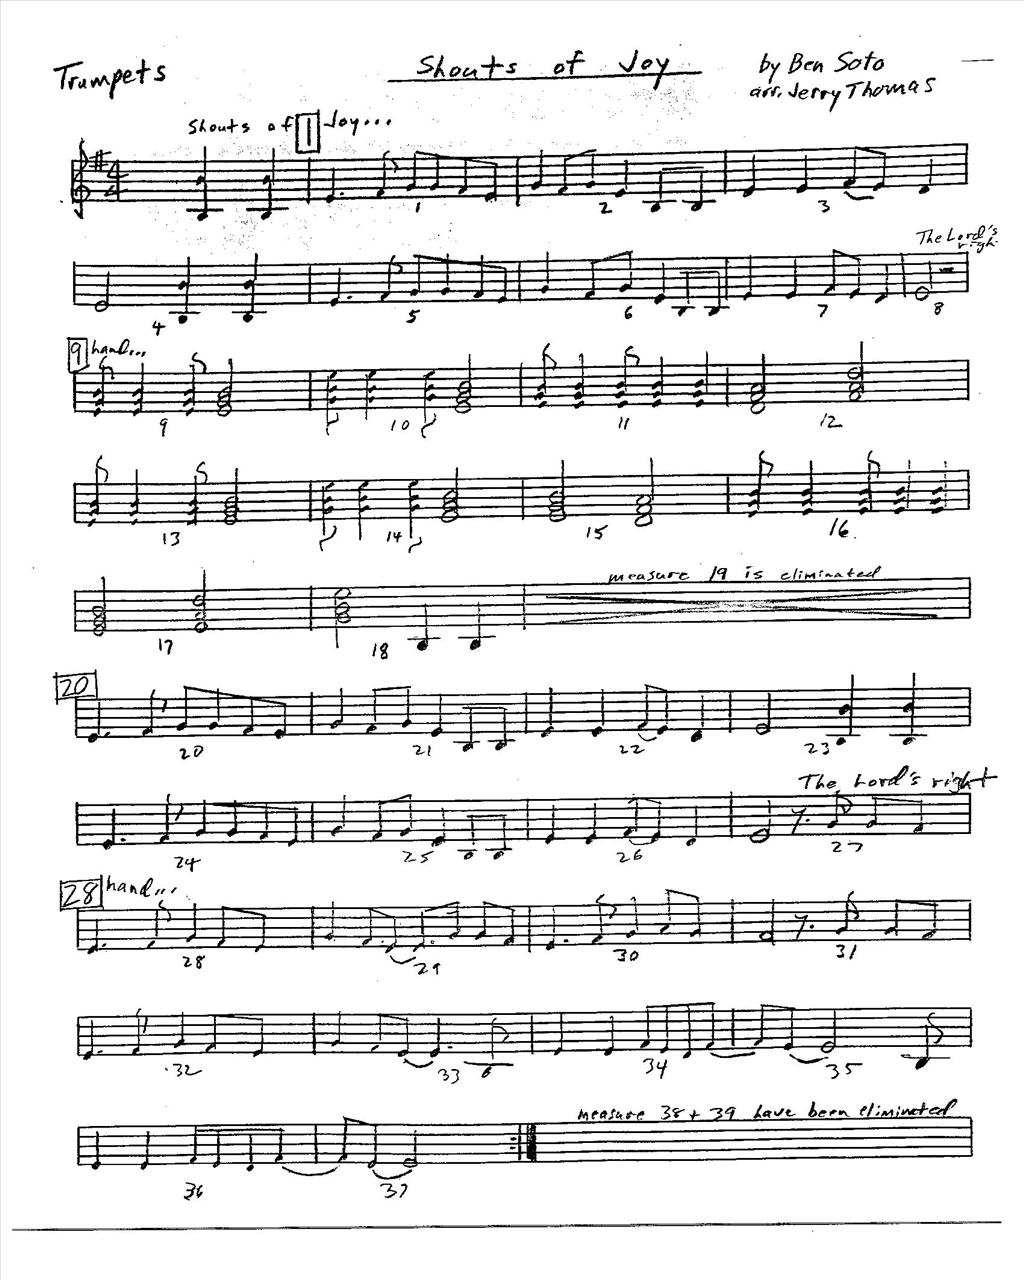 Trumpets
Shouts of Joy
by Ben Soto
arr. Jerry Thomas
Shouts of 1 Joy...
1 2 3
The Lord's
righ
4 5 6 7 8
9 hand...
9 10 11 12
13 14 15 16.
measure 19 is eliminated
17 18
20
20 21 22 23
The Lord's right
24 25 26 27
28 hand...
28 29 30 31
32 33 34 35
measure 38 + 39 have been eliminated
36 37